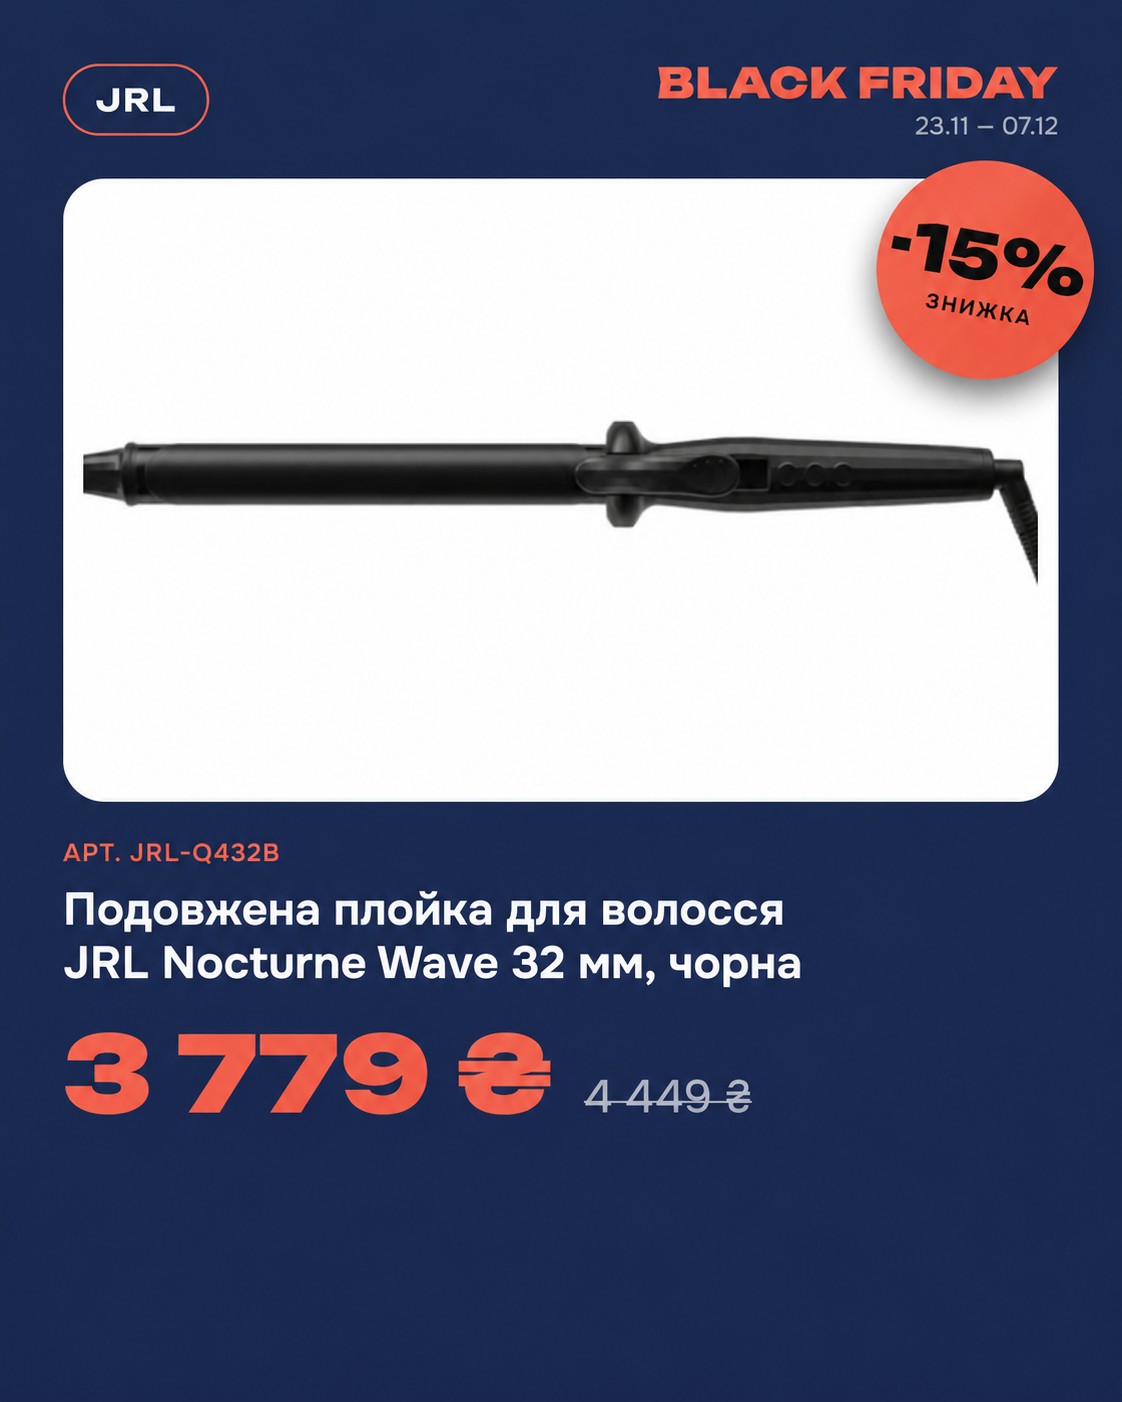 JRL
BLACK FRIDAY
23.11 — 07.12
-15%
ЗНИЖКА
АРТ. JRL-Q432B
Подовжена плойка для волосся
JRL Nocturne Wave 32 мм, чорна
3 779 ₴ 4 449 ₴